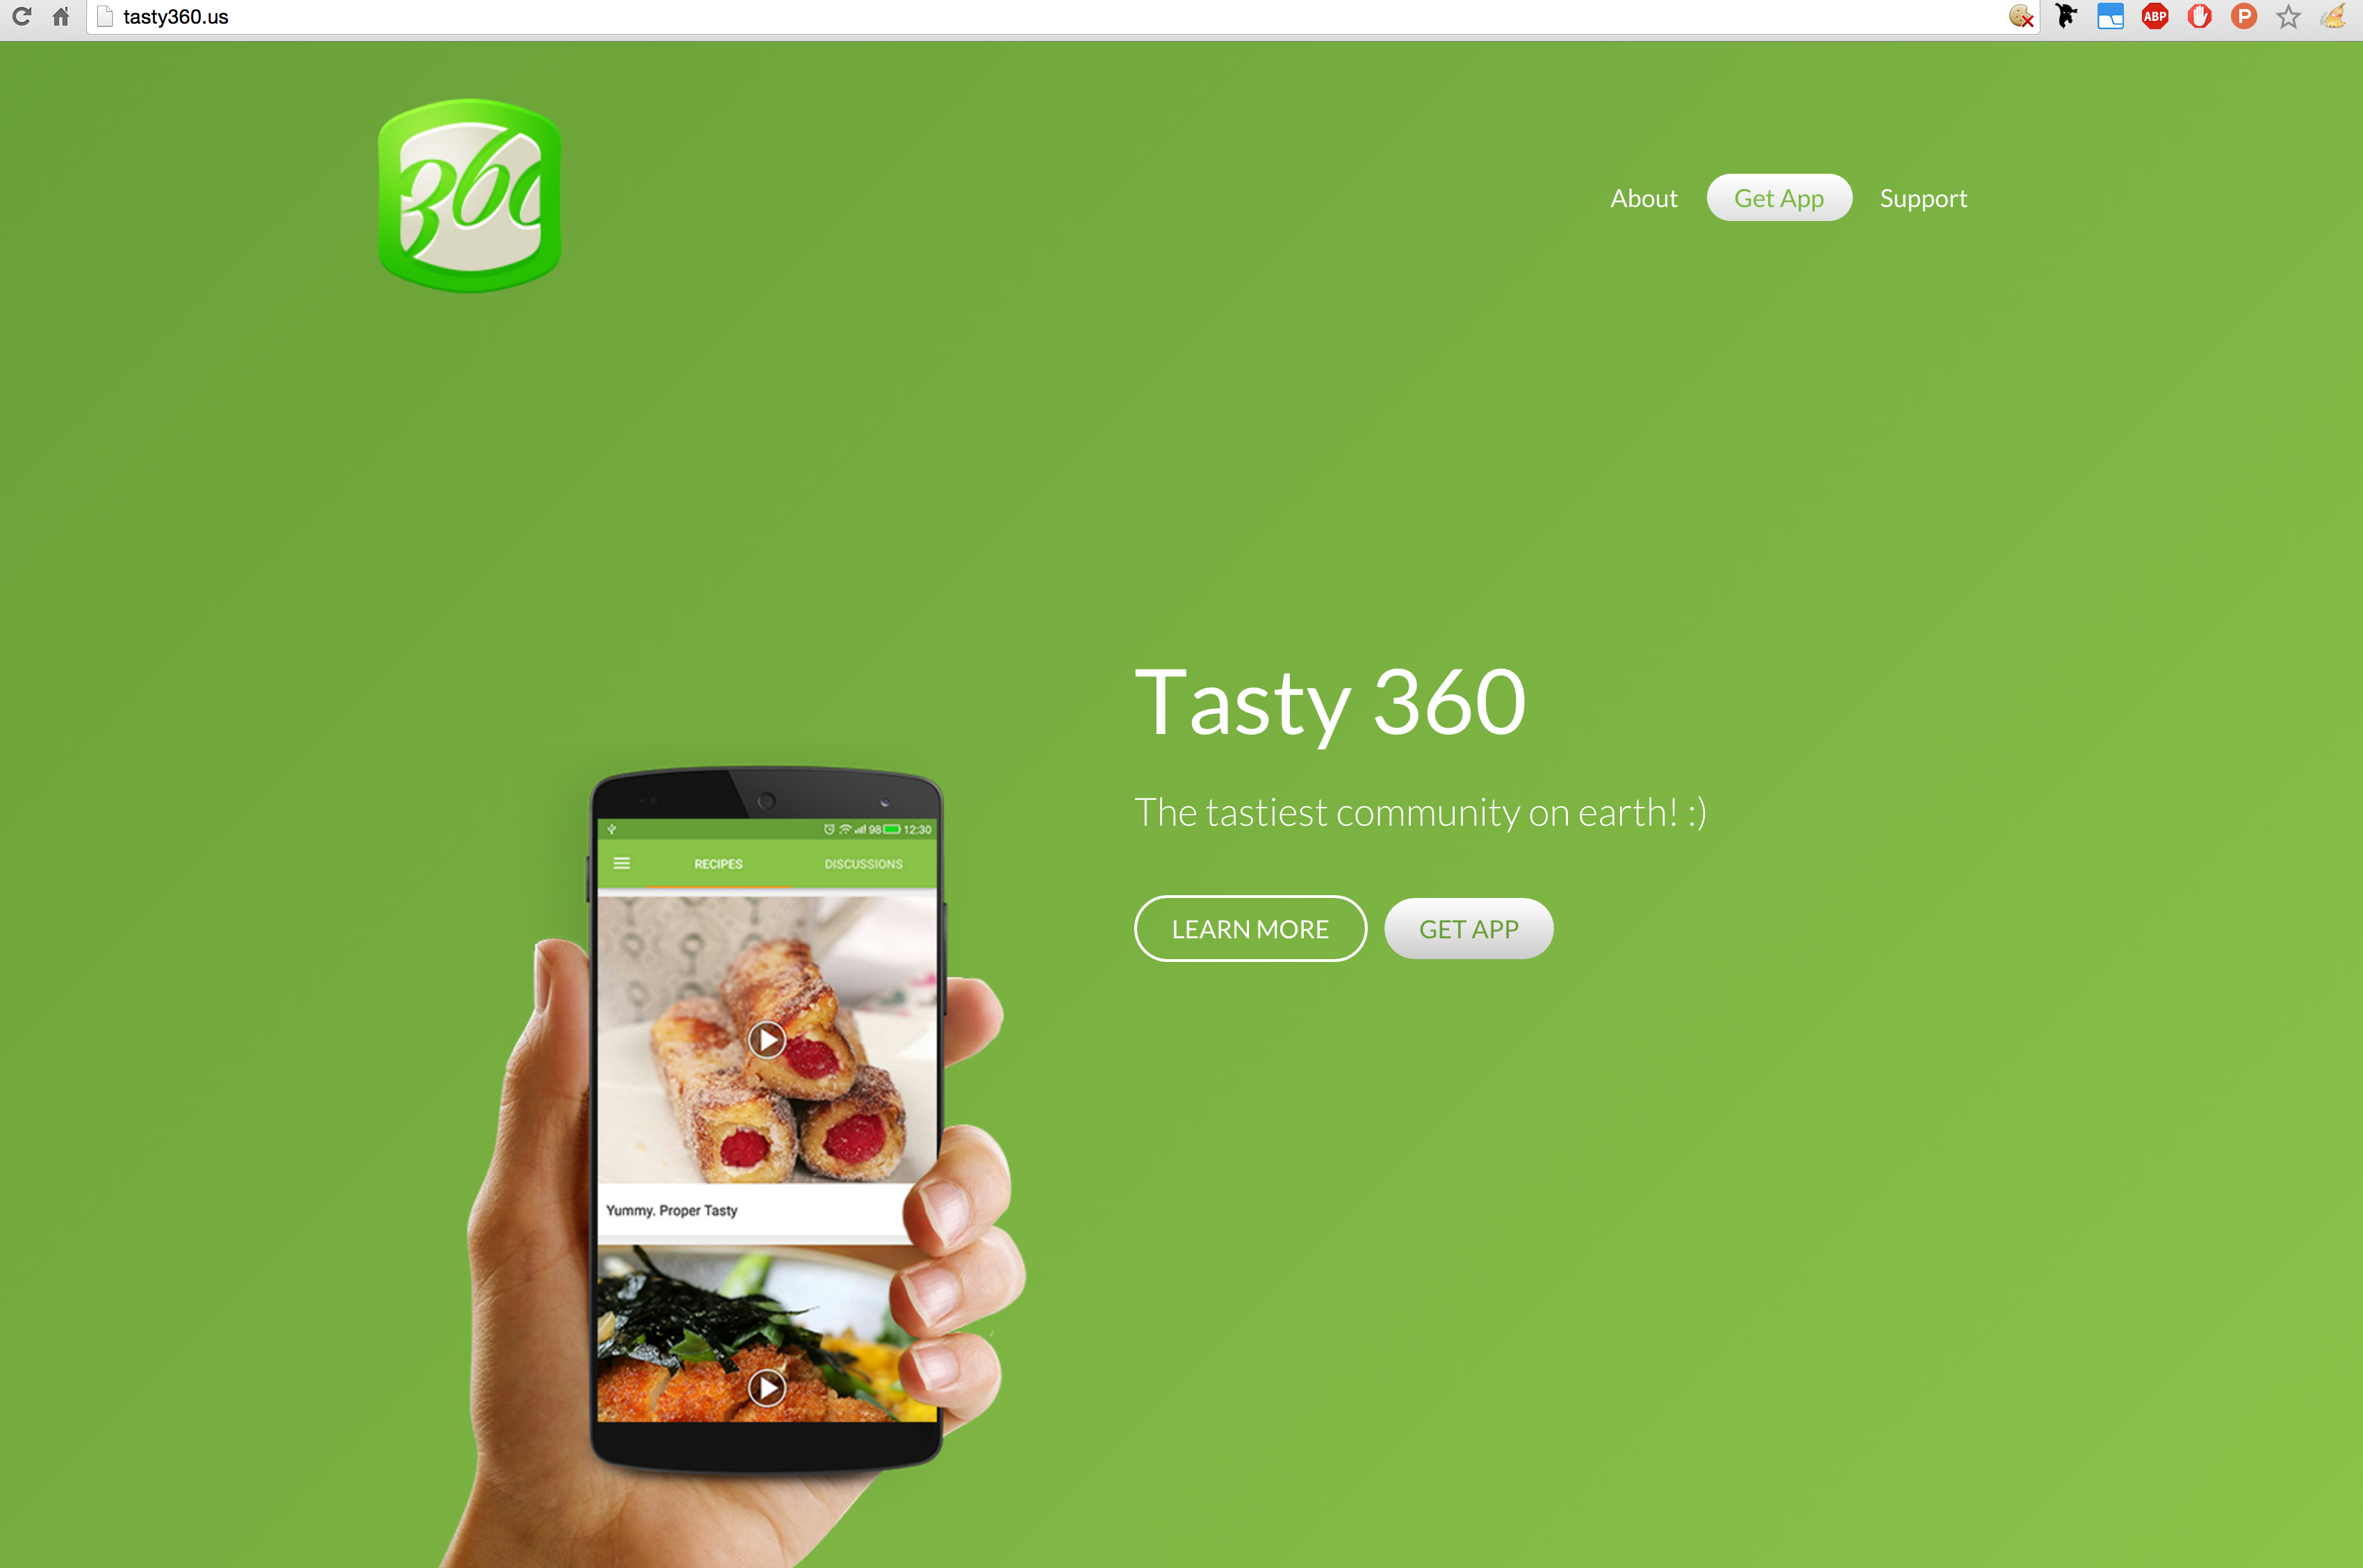 tasty360.us
ABP
P
360
About
Get App
Support
Tasty 360
The tastiest community on earth! :)
LEARN MORE
GET APP
98 12:30
RECIPES
DISCUSSIONS
Yummy. Proper Tasty